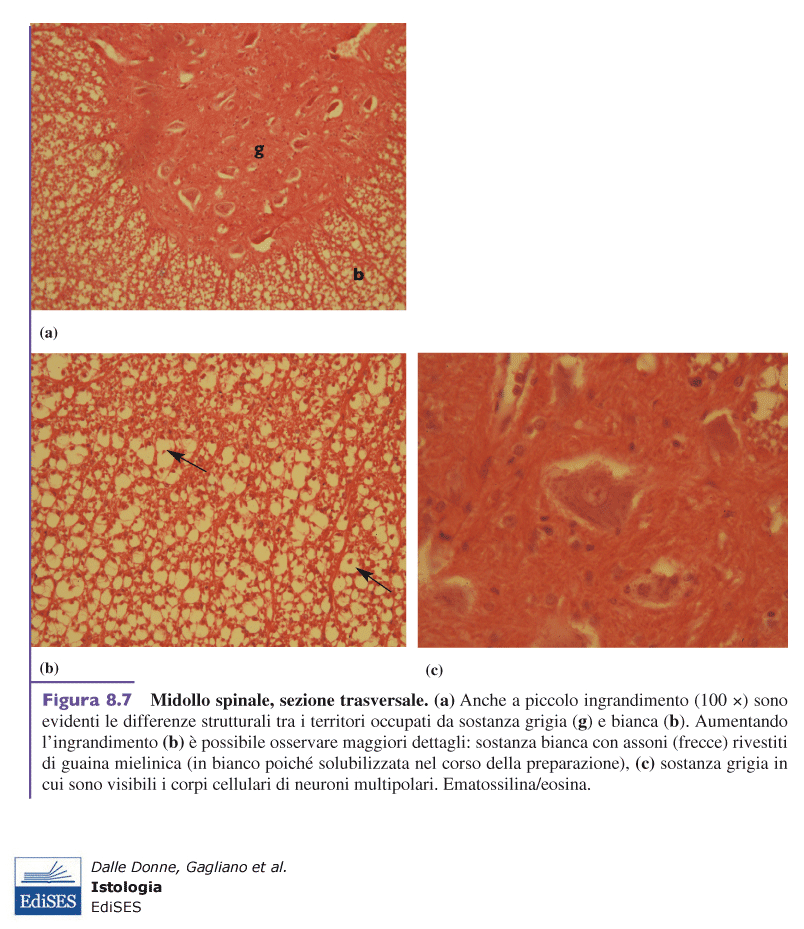 g
b
(a)
(b)
(c)
Figura 8.7 Midollo spinale, sezione trasversale. (a) Anche a piccolo ingrandimento (100 ×) sono
evidenti le differenze strutturali tra i territori occupati da sostanza grigia (g) e bianca (b). Aumentando
l’ingrandimento (b) è possibile osservare maggiori dettagli: sostanza bianca con assoni (frecce) rivestiti
di guaina mielinica (in bianco poiché solubilizzata nel corso della preparazione), (c) sostanza grigia in
cui sono visibili i corpi cellulari di neuroni multipolari. Ematossilina/eosina.
Dalle Donne, Gagliano et al.
Istologia
EdiSES
EdiSES